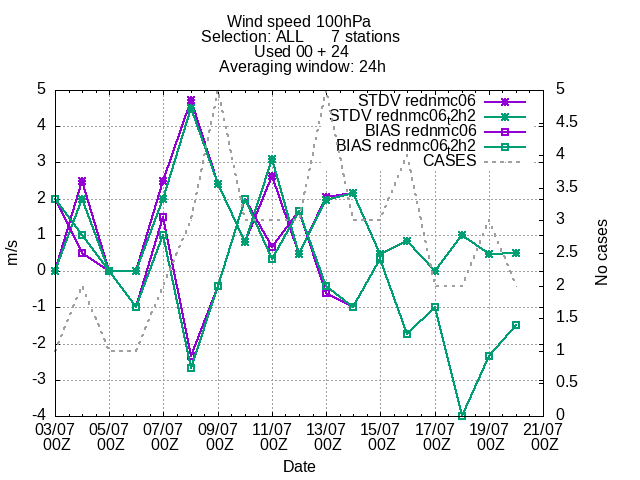 Wind speed 100hPa
Selection: ALL 7 stations
Used 00 + 24
Averaging window: 24h
STDV rednmc06
STDV rednmc06,2h2
BIAS rednmc06
BIAS rednmc06,2h2
CASES
5
4
3
2
1
0
-1
-2
-3
-4
m/s
5
4.5
4
3.5
3
2.5
2
1.5
1
0.5
0
No cases
03/07 05/07 07/07 09/07 11/07 13/07 15/07 17/07 19/07 21/07
00Z 00Z 00Z 00Z 00Z 00Z 00Z 00Z 00Z 00Z
Date